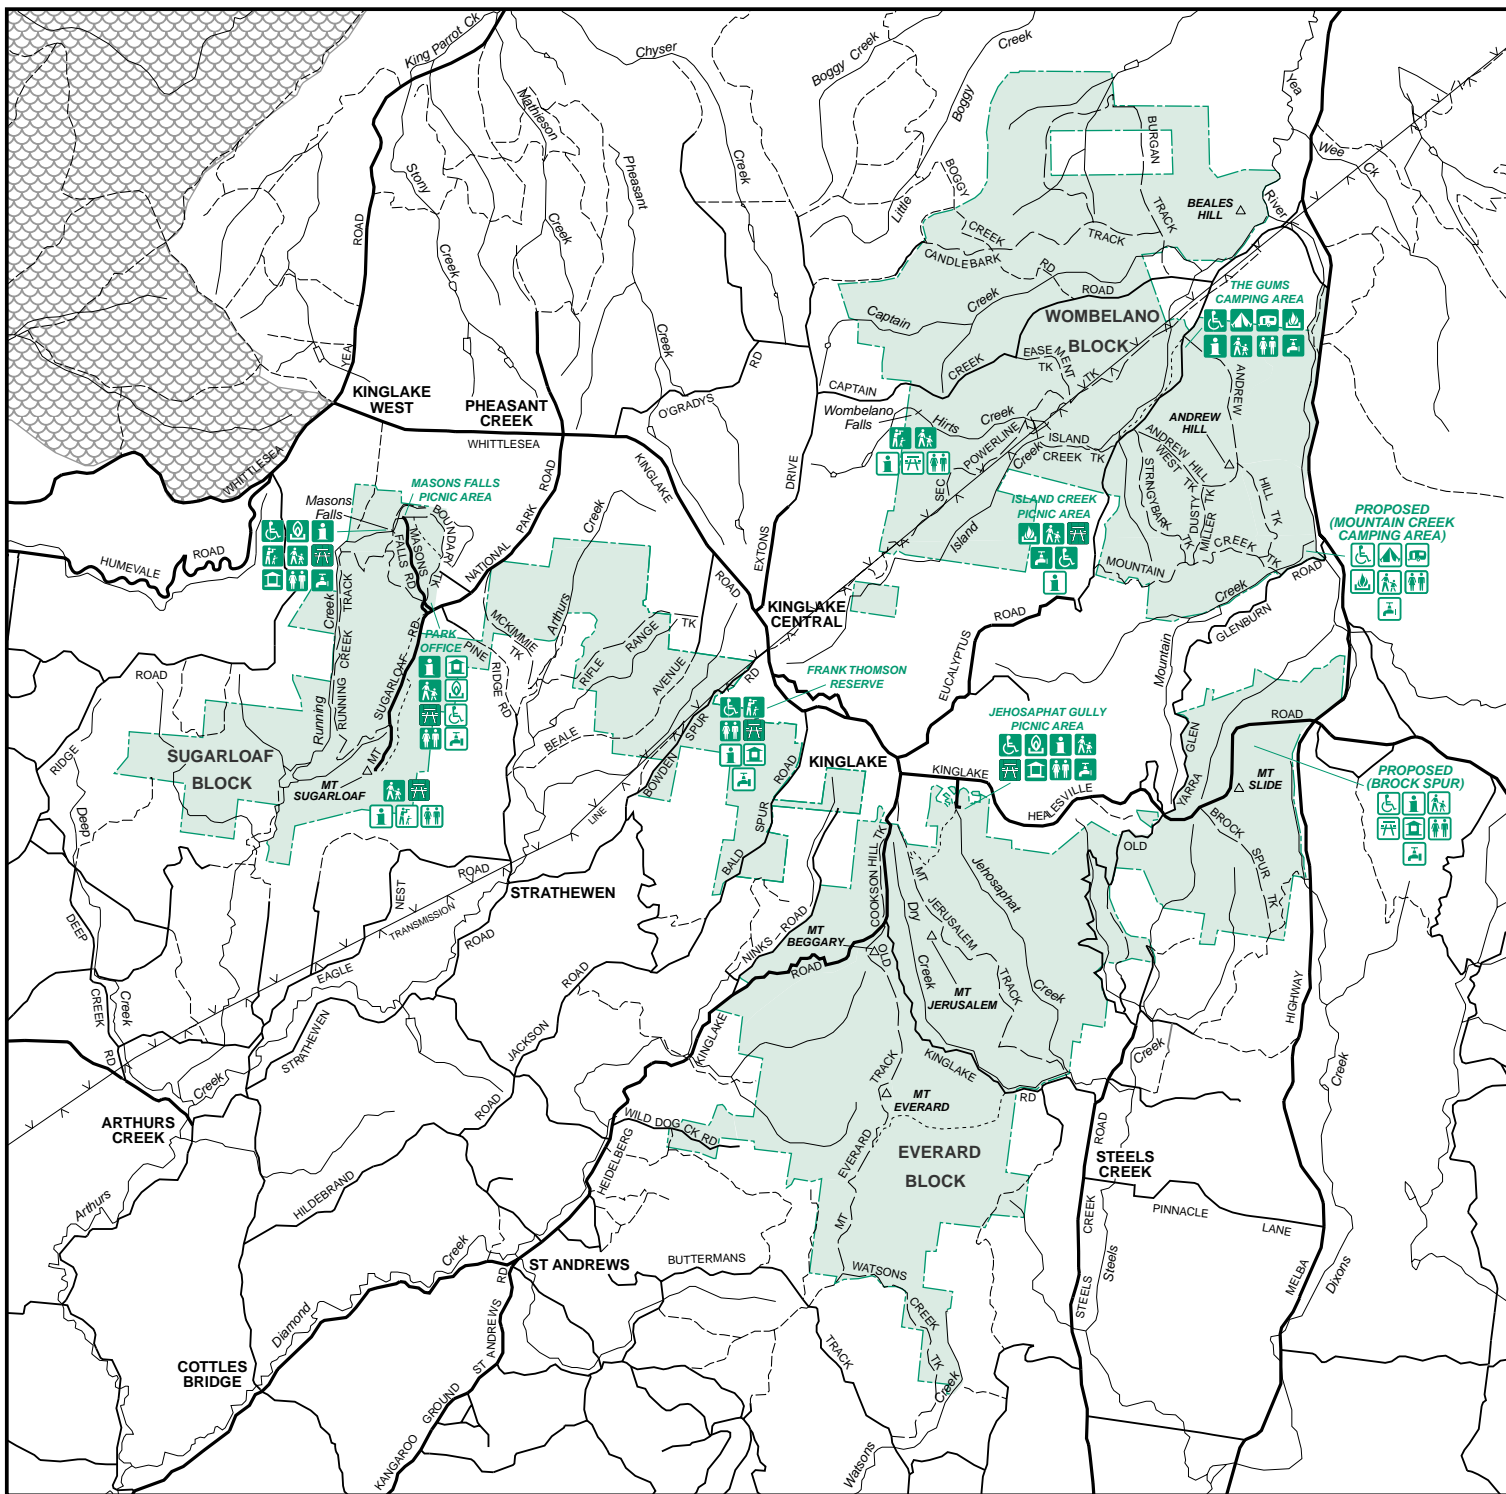 King Parrot Ck
Chyser
Creek
Boggy Creek
Creek
Boggy
Yea
River
Wee
Ck
Mathieson
Creek
Stony
Creek
Pheasant
Creek
Little
BOGGY
CREEK
TRACK
BURGAN
TRACK
BEALES
HILL
CANDLEBARK
RD
ROAD
YEA
Captain
Creek
ROAD
WOMBELANO
BLOCK
THE GUMS
CAMPING AREA
KINGLAKE
WEST
PHEASANT
CREEK
WHITTLESEA
O'GRADYS
RD
CAPTAIN
CREEK
EASEMENT
TK
TK
Wombelano
Falls
Hirts
Creek
POWERLINE
SEC
ISLAND
CREEK TK
Creek
Island
ANDREW
HILL
ANDREW
HILL
TK
ANDREW HILL
WEST
TK
STRINGYBARK
TK
DUSTY
MILLER
TK
CREEK
TK
MOUNTAIN
WHITTLESEA
KINGLAKE
ROAD
DRIVE
EXTONS
Masons
Falls
MASONS FALLS
PICNIC AREA
BOUNDARY
TK
MASONS
FALLS
RD
NATIONAL
PARK
ROAD
Creek
Arthurs
ISLAND CREEK
PICNIC AREA
PROPOSED
(MOUNTAIN CREEK
CAMPING AREA)
HUMEVALE
ROAD
KINGLAKE
CENTRAL
Creek
ROAD
GLENBURN
Mountain
EUCALYPTUS
ROAD
PARK
OFFICE
PINE
RIDGE
RD
MCKIMMIE
TK
RIFLE
RANGE
TK
AVENUE
BEALE
Creek
TRACK
RUNNING CREEK
Running
SUGARLOAF
RD
MT
ROAD
RIDGE
SUGARLOAF
BLOCK
MT
SUGARLOAF
FRANK THOMSON
RESERVE
RD
SPUR
BOWDEN
KINGLAKE
ROAD
SPUR
BALD
JEHOSAPHAT GULLY
PICNIC AREA
KINGLAKE
HEALESVILLE
ROAD
GLEN
YARRA
MT
SLIDE
BROCK
SPUR
TK
OLD
PROPOSED
(BROCK SPUR)
Deep
Creek
DEEP
CREEK
RD
NEST
ROAD
EAGLE
ROAD
LINE
TRANSMISSION
STRATHEWEN
STRATHEWEN
COOKSON HILL TK
MT
JERUSALEM
TRACK
Dry
Creek
Jehosaphat
Creek
MT
BEGGARY
NINKS ROAD
ROAD
KINGLAKE
OLD
KINGLAKE
RD
MT
JERUSALEM
ROAD
JACKSON
ROAD
HILDEBRAND
Creek
ARTHURS
CREEK
Arthurs
HEIDELBERG
WILD DOG CK RD
TRACK
EVERARD
MT
MT
EVERARD
EVERARD
BLOCK
Creek
ROAD
CREEK
STEELS
Steels
STEELS
CREEK
PINNACLE
LANE
HIGHWAY
MELBA
Creek
Dixons
Creek
Diamond
ST ANDREWS
BUTTERMANS
TRACK
WATSONS
CREEK
TK
Creek
Watsons
COTTLES
BRIDGE
RD
ST ANDREWS
GROUND
KANGAROO